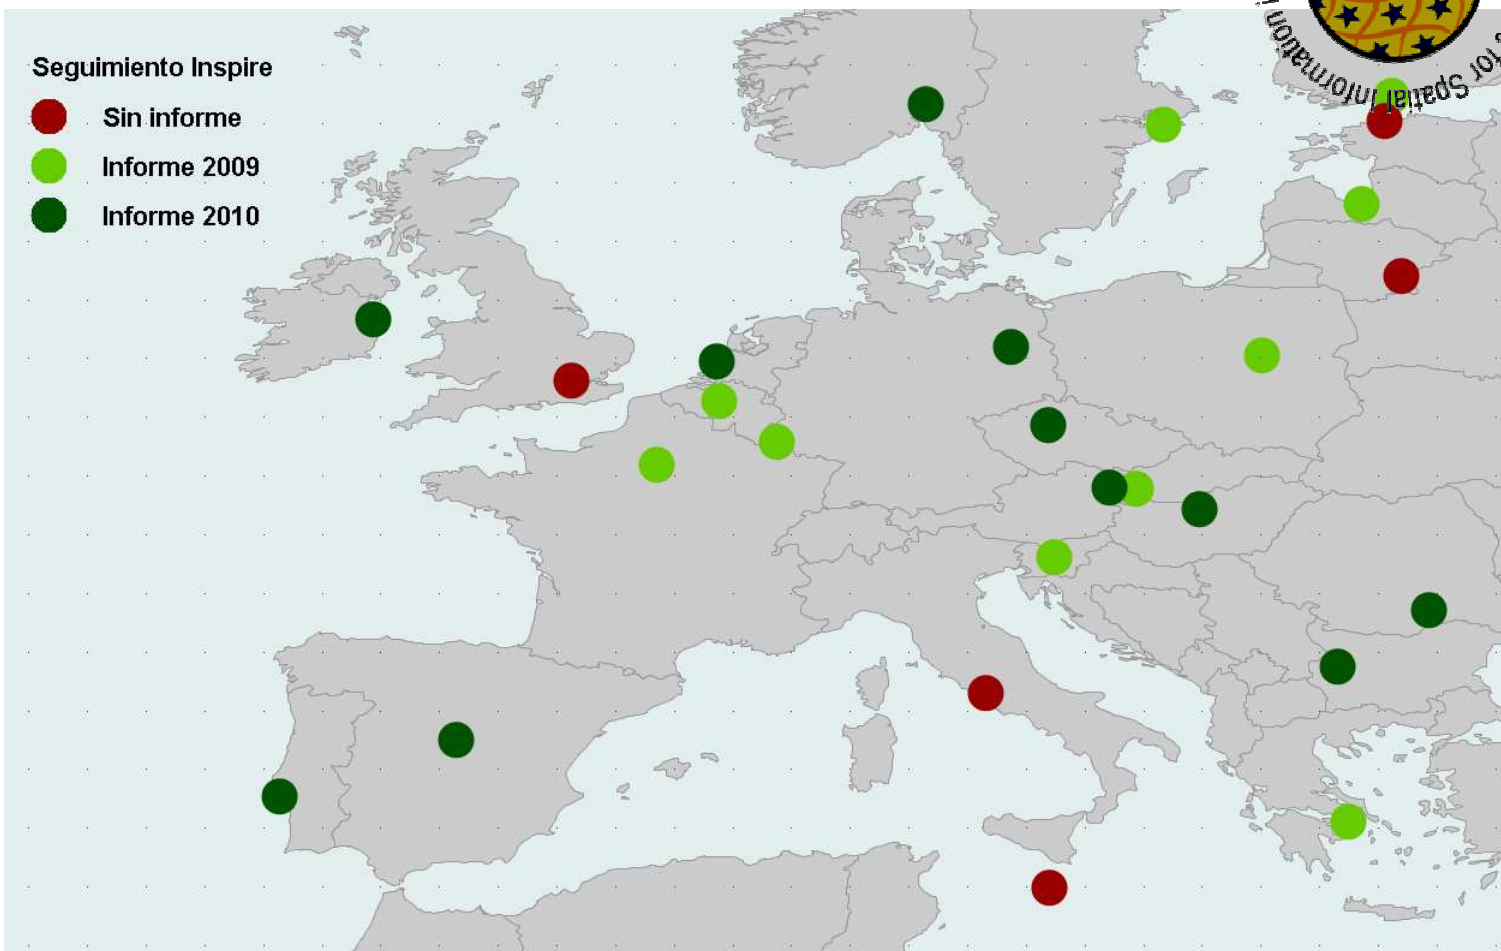 Seguimiento Inspire
Sin informe
Informe 2009
Informe 2010
for Spatial Information i